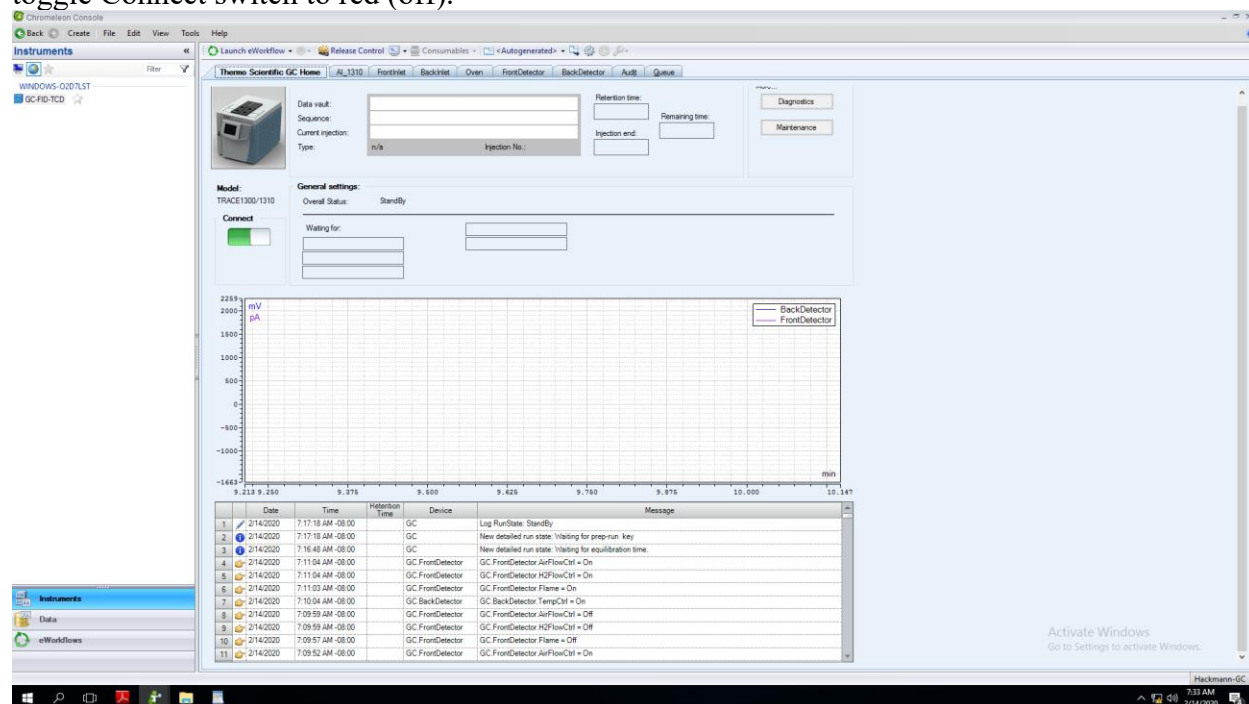 toggle Connect switch to red (off).
Chromeleon Console
Back Create File Edit View Tools Help
Instruments «
Launch eWorkflow Release Control Consumables <Autogenerated>
Filter
Thermo Scientific GC Home AI_1310 FrontInlet BackInlet Oven FrontDetector BackDetector Audit Queue
WINDOWS-O2D7LST
GC-FID-TCD
Data vault:
Sequence:
Current injection:
Type: n/a Injection No.:
Retention time:
Remaining time:
Injection end:
Diagnostics
Maintenance
Model:
TRACE1300/1310
General settings:
Overall Status: StandBy
Connect
Waiting for:
2259
2000
1500
1000
500
0
-500
-1000
-1663
mV
pA
BackDetector
FrontDetector
min
9.213 9.250 9.375 9.500 9.625 9.750 9.875 10.000 10.147
Date Time Retention Time Device Message
1 2/14/2020 7:17:18 AM -08:00 GC Log RunState: StandBy
2 2/14/2020 7:17:18 AM -08:00 GC New detailed run state: Waiting for prep-run key
3 2/14/2020 7:16:48 AM -08:00 GC New detailed run state: Waiting for equilibration time.
4 2/14/2020 7:11:04 AM -08:00 GC.FrontDetector GC.FrontDetector.AirFlowCtrl = On
5 2/14/2020 7:11:04 AM -08:00 GC.FrontDetector GC.FrontDetector.H2FlowCtrl = On
6 2/14/2020 7:11:03 AM -08:00 GC.FrontDetector GC.FrontDetector.Flame = On
7 2/14/2020 7:10:04 AM -08:00 GC.BackDetector GC.BackDetector.TempCtrl = On
8 2/14/2020 7:09:59 AM -08:00 GC.FrontDetector GC.FrontDetector.AirFlowCtrl = Off
9 2/14/2020 7:09:59 AM -08:00 GC.FrontDetector GC.FrontDetector.H2FlowCtrl = Off
10 2/14/2020 7:09:57 AM -08:00 GC.FrontDetector GC.FrontDetector.Flame = Off
11 2/14/2020 7:09:52 AM -08:00 GC.FrontDetector GC.FrontDetector.AirFlowCtrl = On
Instruments
Data
eWorkflows
Activate Windows
Go to Settings to activate Windows.
Hackmann-GC
7:33 AM
2/14/2020